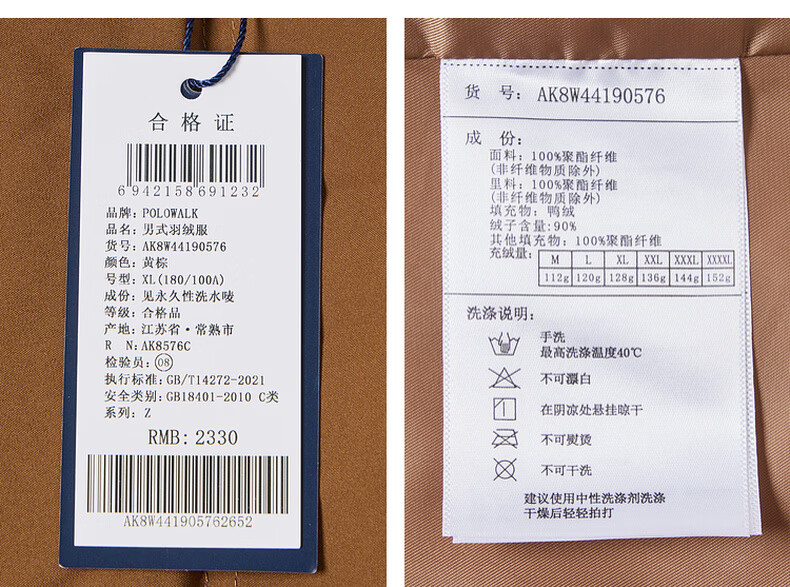 合格证
6942158691232
品牌: POLOWALK
品名: 男式羽绒服
货号: AK8W44190576
颜色: 黄棕
号型: XL(180/100A)
成份: 见永久性洗水唛
等级: 合格品
产地: 江苏省·常熟市
R N: AK8576C
检验员: 08
执行标准: GB/T14272-2021
安全类别: GB18401-2010 C类
系列: Z
RMB: 2330
AK8W441905762652
货 号: AK8W44190576
成 份:
面料: 100%聚酯纤维
(非纤维物质除外)
里料: 100%聚酯纤维
(非纤维物质除外)
填充物: 鸭绒
绒子含量: 90%
其他填充物: 100%聚酯纤维
充绒量: M L XL XXL XXXL XXXXL
112g 120g 128g 136g 144g 152g
洗涤说明:
手洗
最高洗涤温度40℃
不可漂白
在阴凉处悬挂晾干
不可熨烫
不可干洗
建议使用中性洗涤剂洗涤
干燥后轻轻拍打